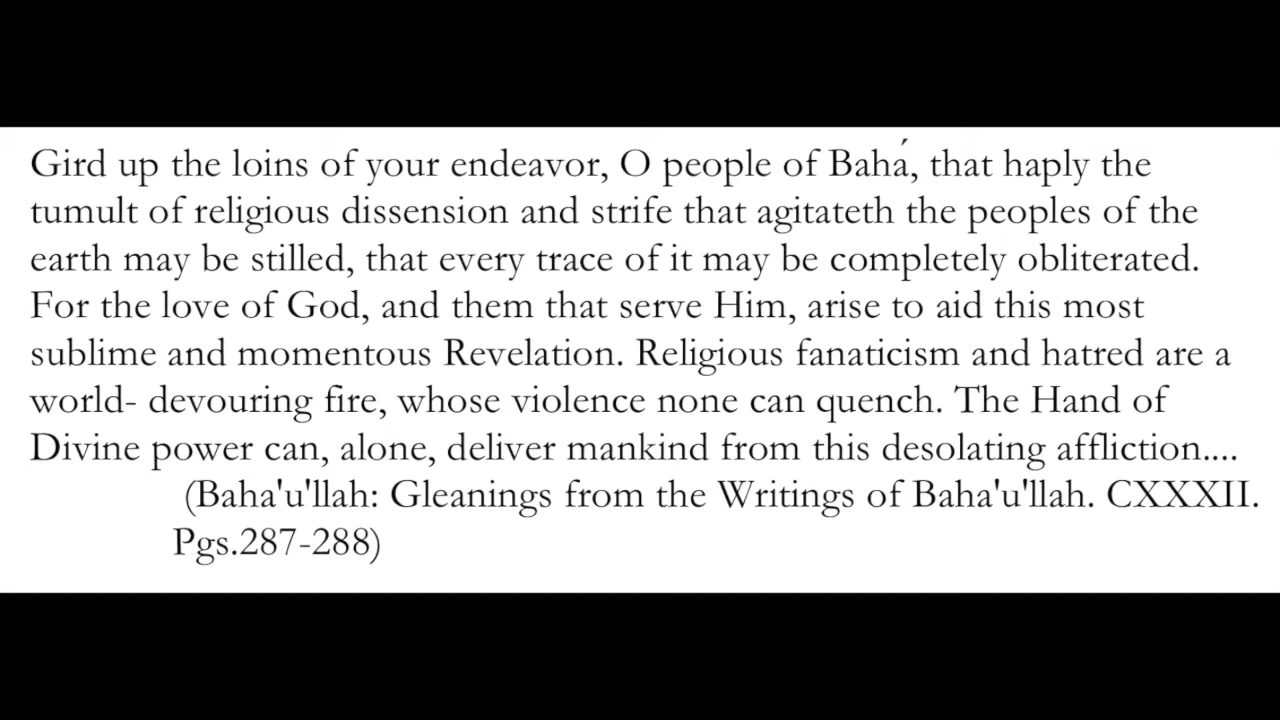 Gird up the loins of your endeavor, O people of Bahá, that haply the
tumult of religious dissension and strife that agitateth the peoples of the
earth may be stilled, that every trace of it may be completely obliterated.
For the love of God, and them that serve Him, arise to aid this most
sublime and momentous Revelation. Religious fanaticism and hatred are a
world- devouring fire, whose violence none can quench. The Hand of
Divine power can, alone, deliver mankind from this desolating affliction....
(Baha'u'llah: Gleanings from the Writings of Baha'u'llah. CXXXII.
Pgs.287-288)